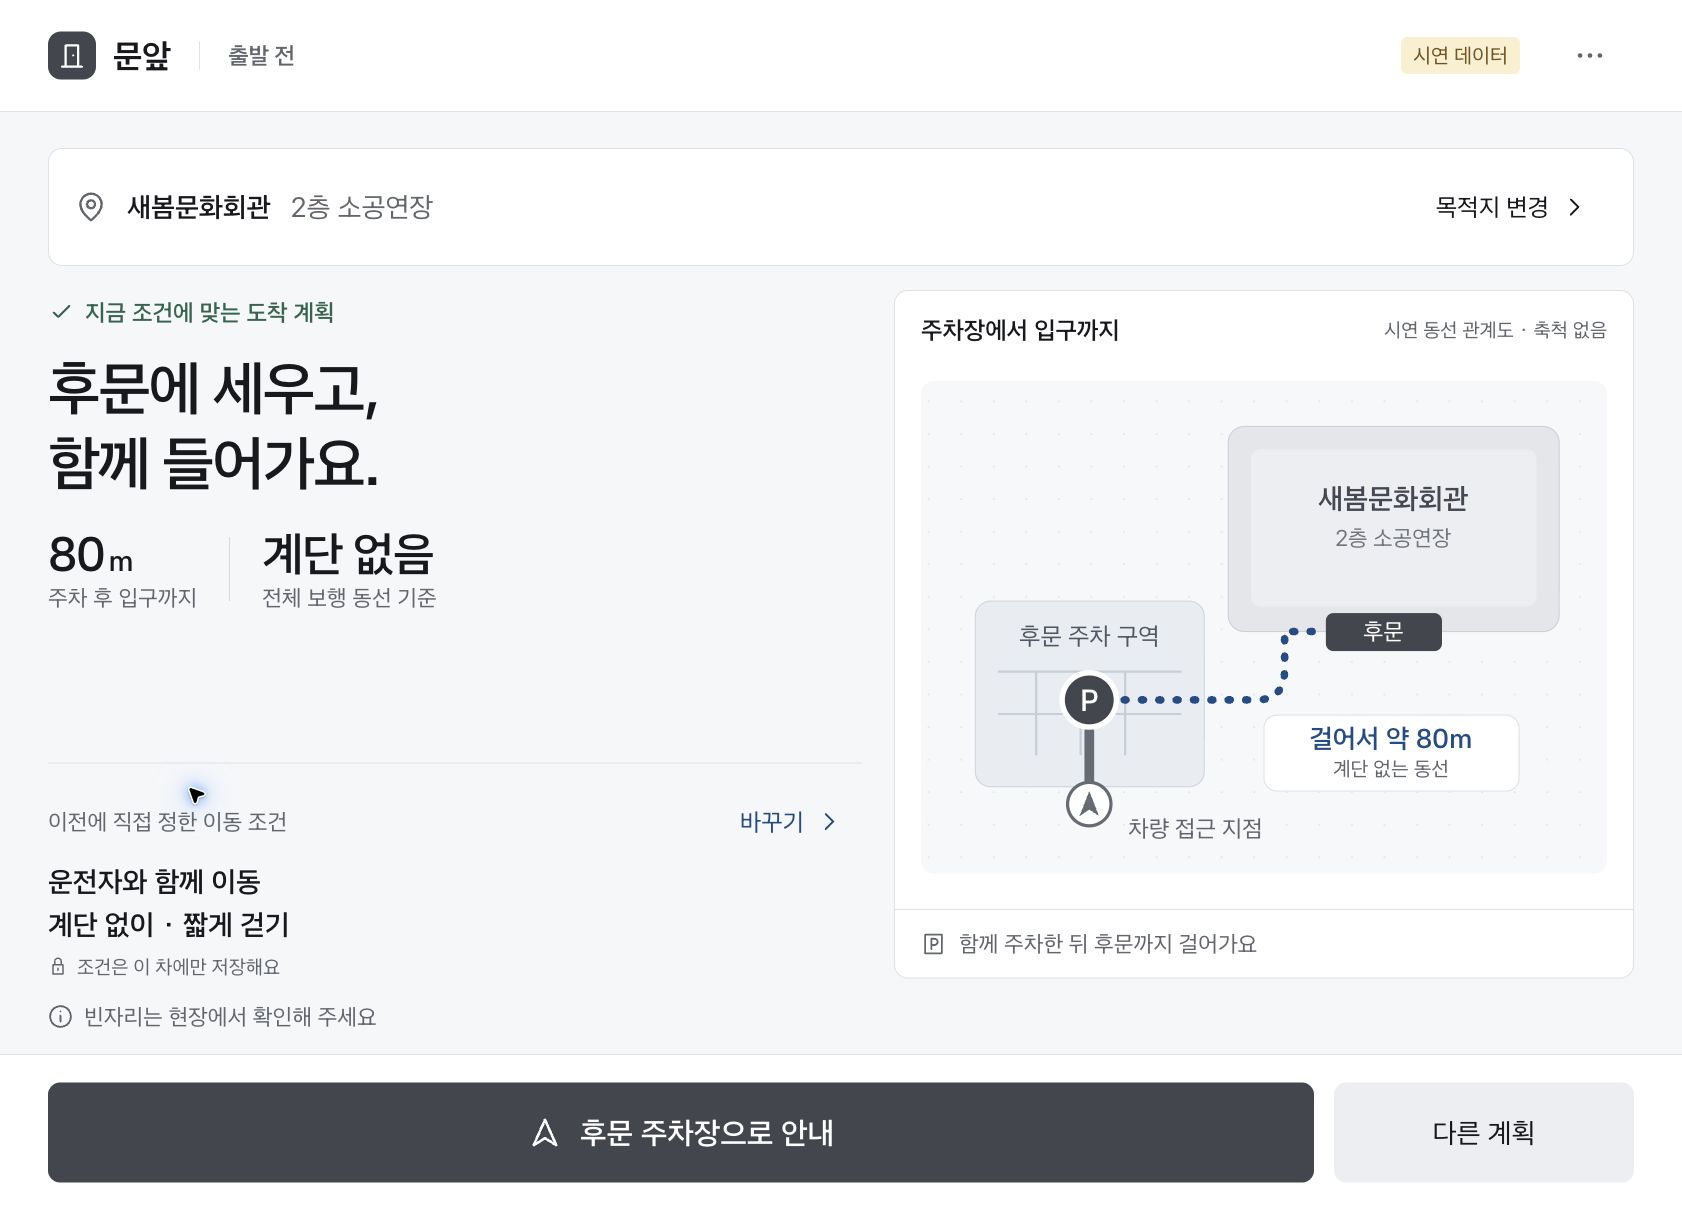 문앞
출발 전
시연 데이터
새봄문화회관 2층 소공연장
목적지 변경
지금 조건에 맞는 도착 계획
후문에 세우고,
함께 들어가요.
80m
주차 후 입구까지
계단 없음
전체 보행 동선 기준
이전에 직접 정한 이동 조건
바꾸기
운전자와 함께 이동
계단 없이 · 짧게 걷기
조건은 이 차에만 저장해요
빈자리는 현장에서 확인해 주세요
주차장에서 입구까지
시연 동선 관계도 · 축척 없음
새봄문화회관
2층 소공연장
후문
후문 주차 구역
P
걸어서 약 80m
계단 없는 동선
차량 접근 지점
P
함께 주차한 뒤 후문까지 걸어가요
후문 주차장으로 안내
다른 계획